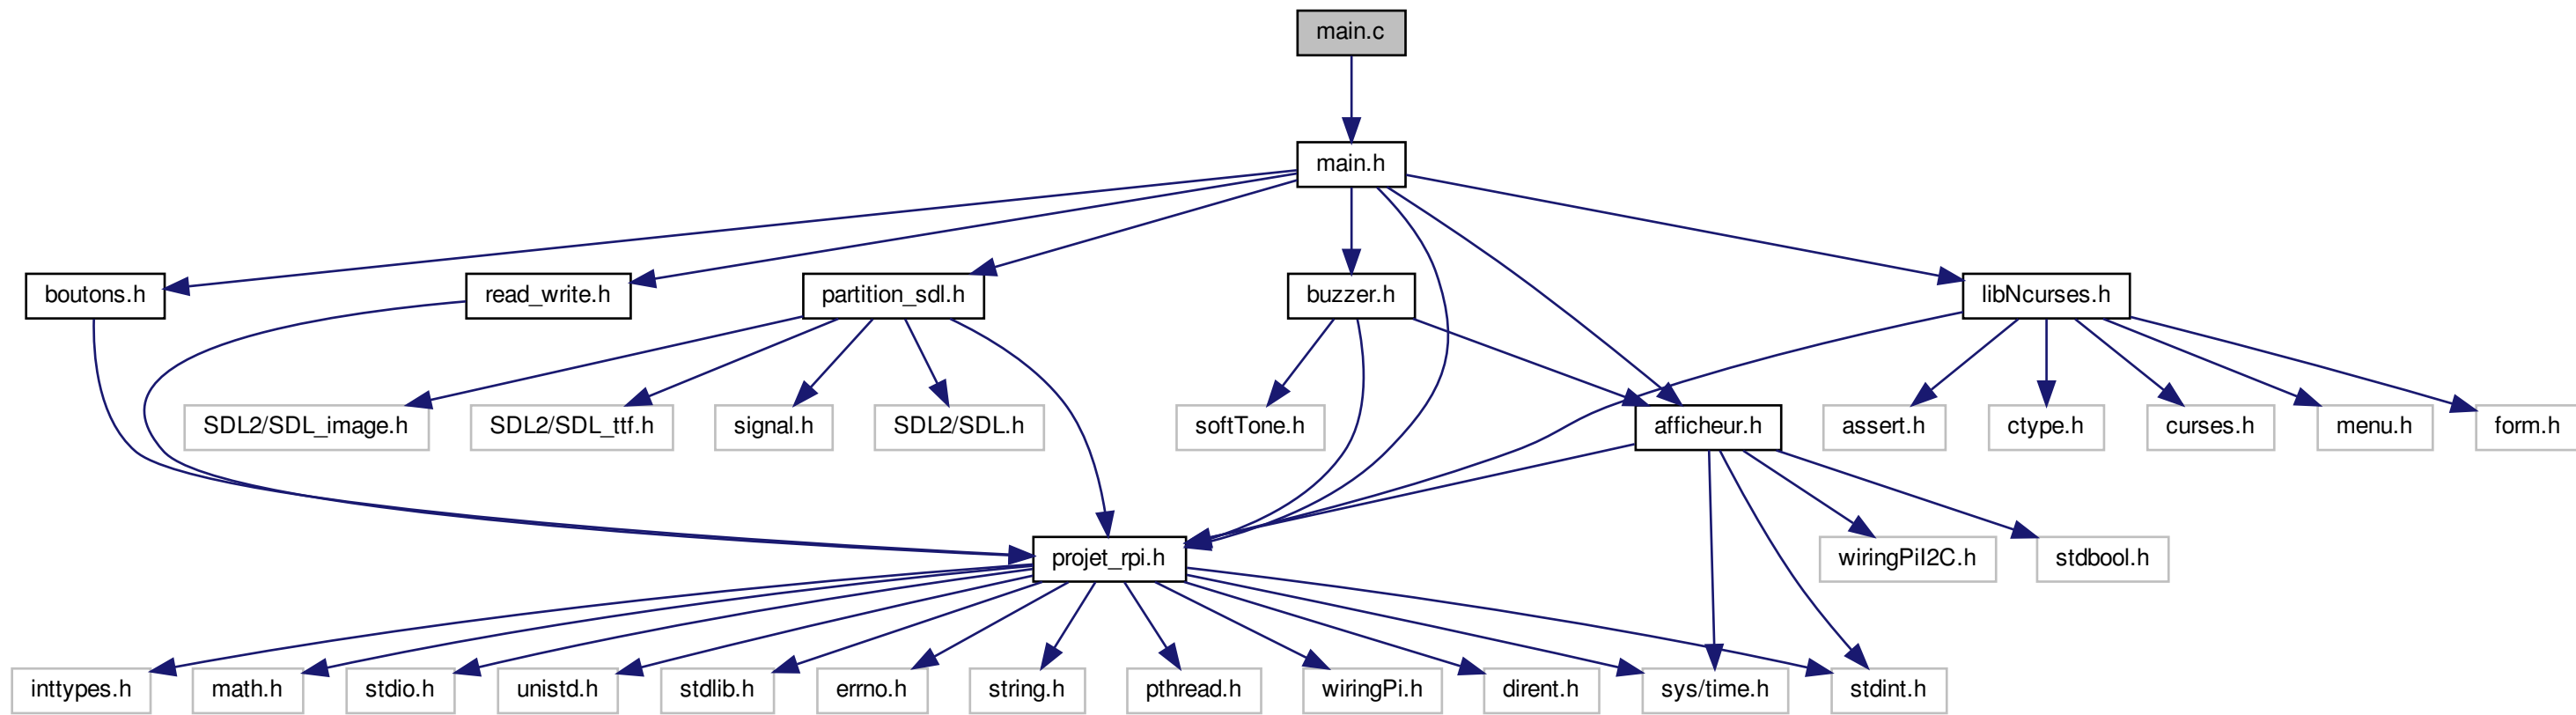 main.c
main.h
boutons.h
read_write.h
partition_sdl.h
buzzer.h
libNcurses.h
SDL2/SDL_image.h
SDL2/SDL_ttf.h
signal.h
SDL2/SDL.h
softTone.h
afficheur.h
assert.h
ctype.h
curses.h
menu.h
form.h
projet_rpi.h
wiringPiI2C.h
stdbool.h
inttypes.h
math.h
stdio.h
unistd.h
stdlib.h
errno.h
string.h
pthread.h
wiringPi.h
dirent.h
sys/time.h
stdint.h